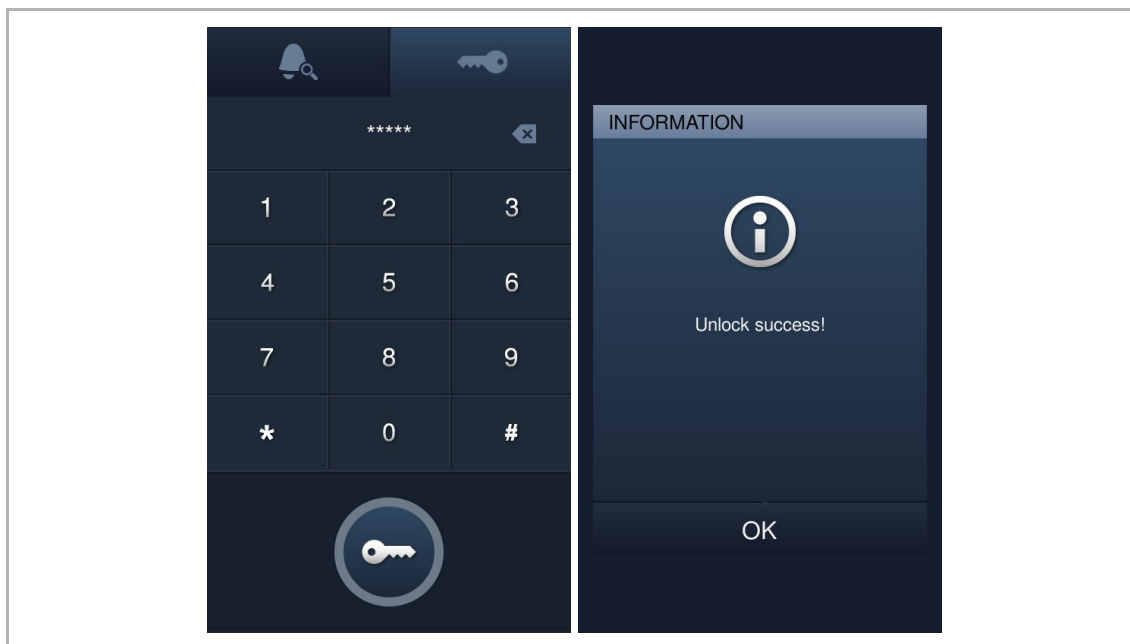 *****
1 2 3
4 5 6
7 8 9
* 0 #
INFORMATION
Unlock success!
OK